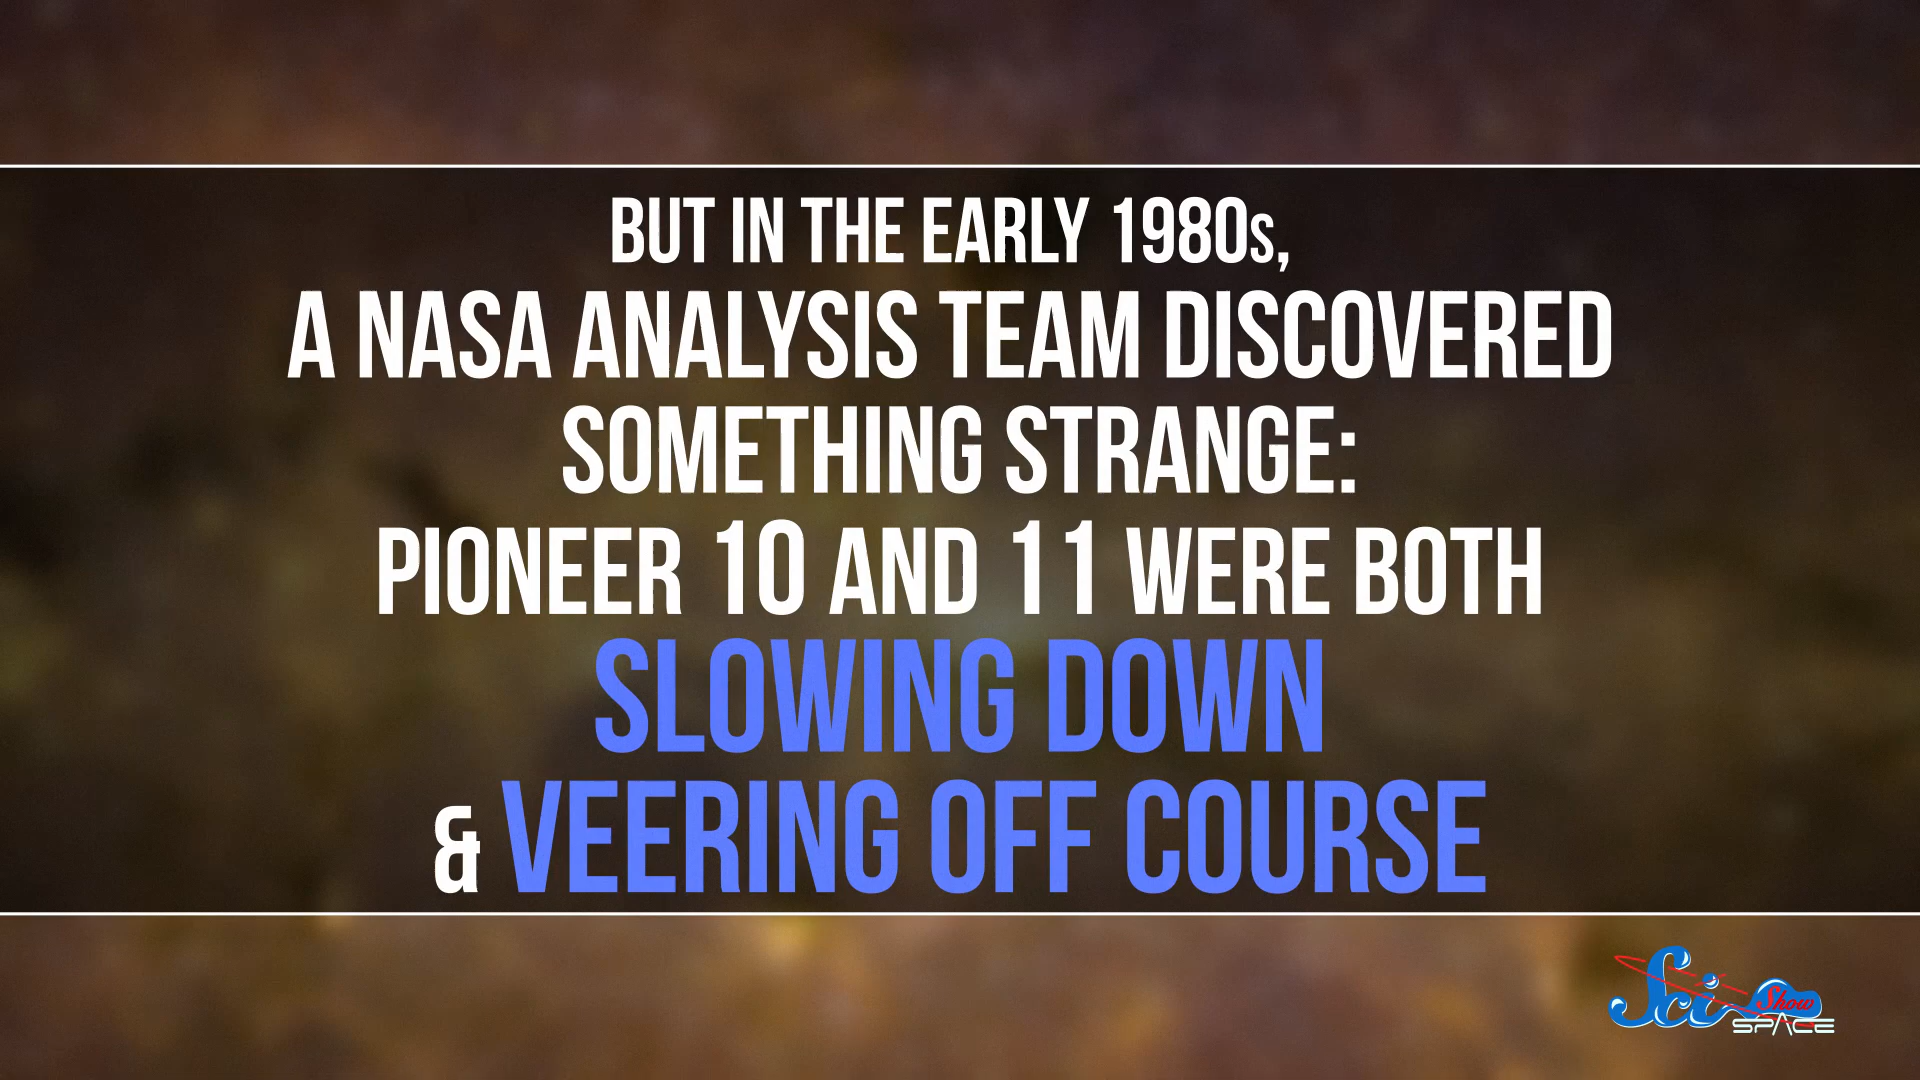 BUT IN THE EARLY 1980s,
A NASA ANALYSIS TEAM DISCOVERED
SOMETHING STRANGE:
PIONEER 10 AND 11 WERE BOTH
SLOWING DOWN
& VEERING OFF COURSE
Sci Show
SPACE